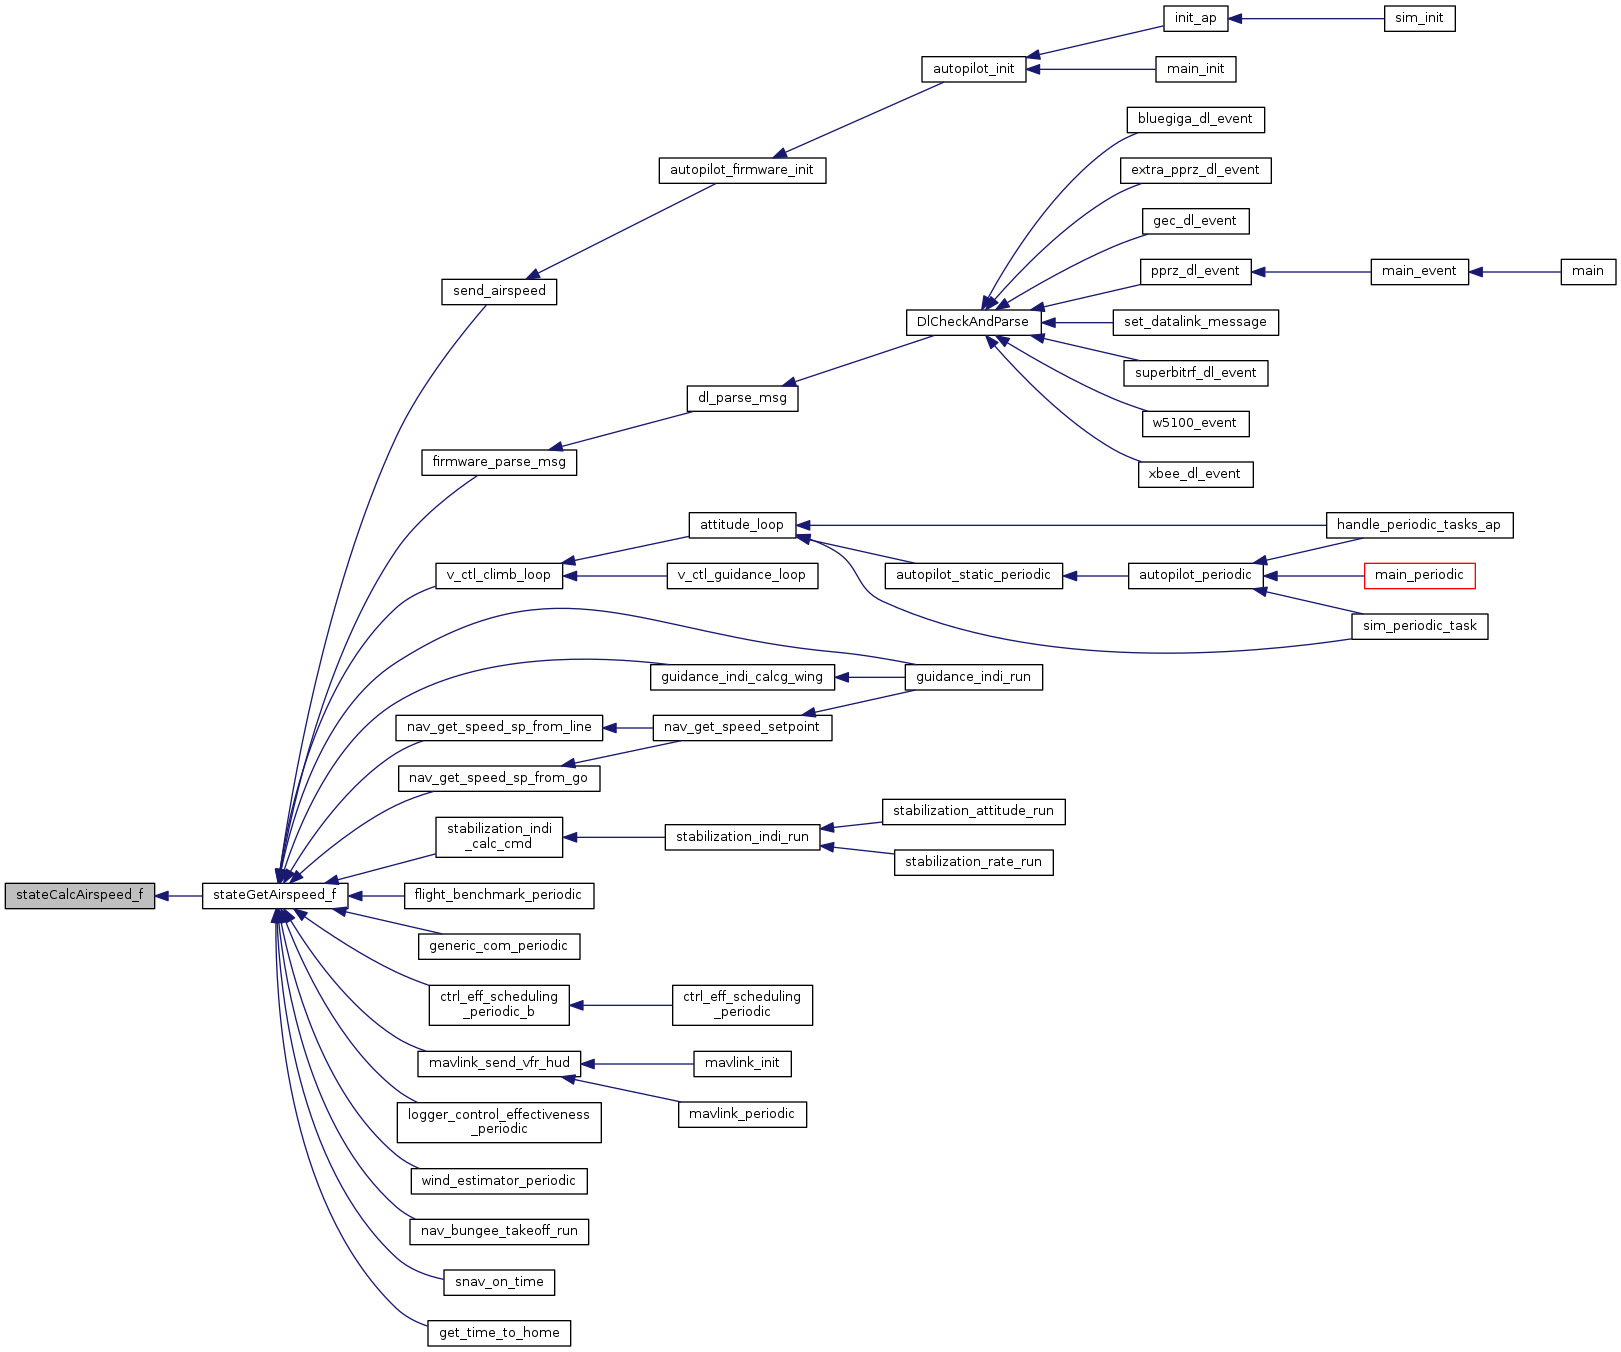 init_ap
sim_init
autopilot_init
main_init
bluegiga_dl_event
autopilot_firmware_init
extra_pprz_dl_event
gec_dl_event
send_airspeed
pprz_dl_event
main_event
main
DlCheckAndParse
set_datalink_message
superbitrf_dl_event
dl_parse_msg
w5100_event
firmware_parse_msg
xbee_dl_event
attitude_loop
handle_periodic_tasks_ap
v_ctl_climb_loop
v_ctl_guidance_loop
autopilot_static_periodic
autopilot_periodic
main_periodic
sim_periodic_task
guidance_indi_calcg_wing
guidance_indi_run
nav_get_speed_sp_from_line
nav_get_speed_setpoint
nav_get_speed_sp_from_go
stabilization_attitude_run
stabilization_indi
_calc_cmd
stabilization_indi_run
stabilization_rate_run
stateCalcAirspeed_f
stateGetAirspeed_f
flight_benchmark_periodic
generic_com_periodic
ctrl_eff_scheduling
_periodic_b
ctrl_eff_scheduling
_periodic
mavlink_send_vfr_hud
mavlink_init
mavlink_periodic
logger_control_effectiveness
_periodic
wind_estimator_periodic
nav_bungee_takeoff_run
snav_on_time
get_time_to_home